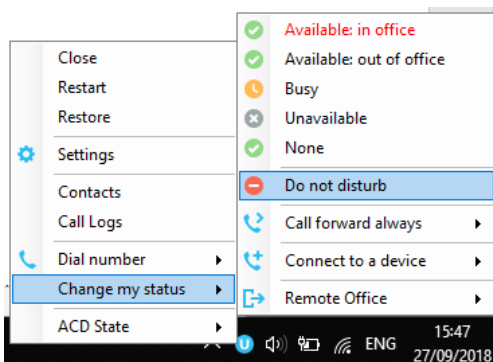 Close
Restart
Restore
Settings
Contacts
Call Logs
Dial number
Change my status
ACD State
Available: in office
Available: out of office
Busy
Unavailable
None
Do not disturb
Call forward always
Connect to a device
Remote Office
U
ENG
15:47
27/09/2018